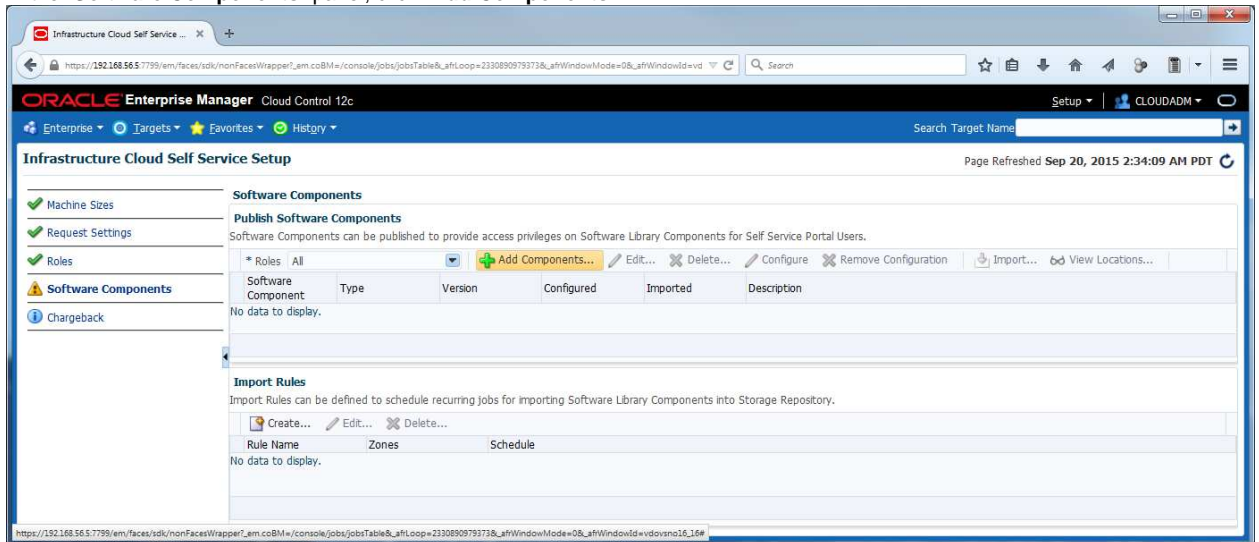 Infrastructure Cloud Self Service ...
https://192.168.56.5:7799/em/faces/sdk/nonFacesWrapper?_em.coBM=/console/jobs/jobsTable&_afrLoop=2330890979373&_afrWindowMode=0&_afrWindowId=vd
Search
ORACLE Enterprise Manager Cloud Control 12c
Setup
CLOUDADM
Enterprise Targets Favorites History
Search Target Name
Infrastructure Cloud Self Service Setup
Page Refreshed Sep 20, 2015 2:34:09 AM PDT
Machine Sizes
Request Settings
Roles
Software Components
Chargeback
Software Components
Publish Software Components
Software Components can be published to provide access privileges on Software Library Components for Self Service Portal Users.
* Roles All Add Components... Edit... Delete... Configure Remove Configuration Import... View Locations...
Software Component Type Version Configured Imported Description
No data to display.
Import Rules
Import Rules can be defined to schedule recurring jobs for importing Software Library Components into Storage Repository.
Create... Edit... Delete...
Rule Name Zones Schedule
No data to display.
https://192.168.56.5:7799/em/faces/sdk/nonFacesWrapper?_em.coBM=/console/jobs/jobsTable&_afrLoop=2330890979373&_afrWindowMode=0&_afrWindowId=vdovsno16_16#